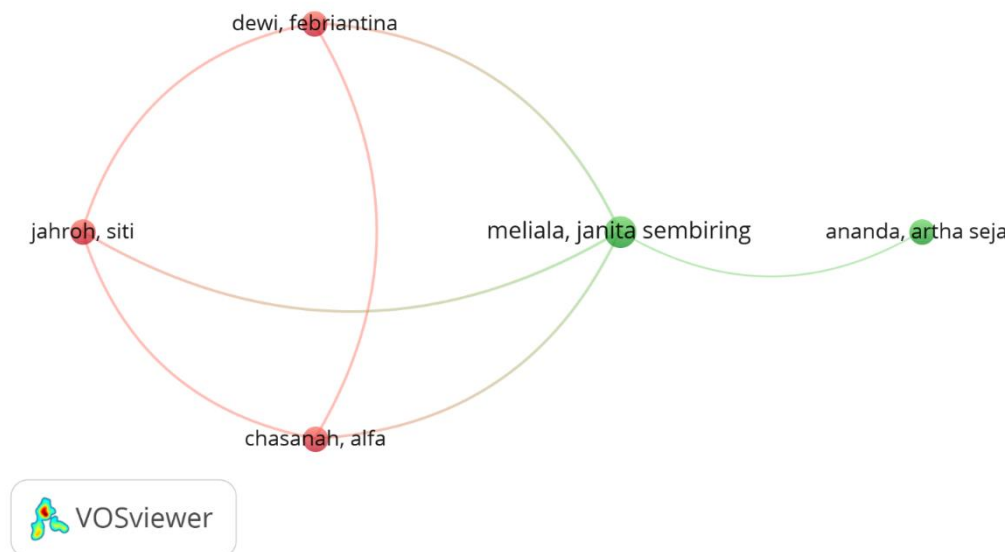 dewi, febriantina
jahroh, siti
meliala, janita sembiring
ananda, artha seja
chasanah, alfa
VOSviewer